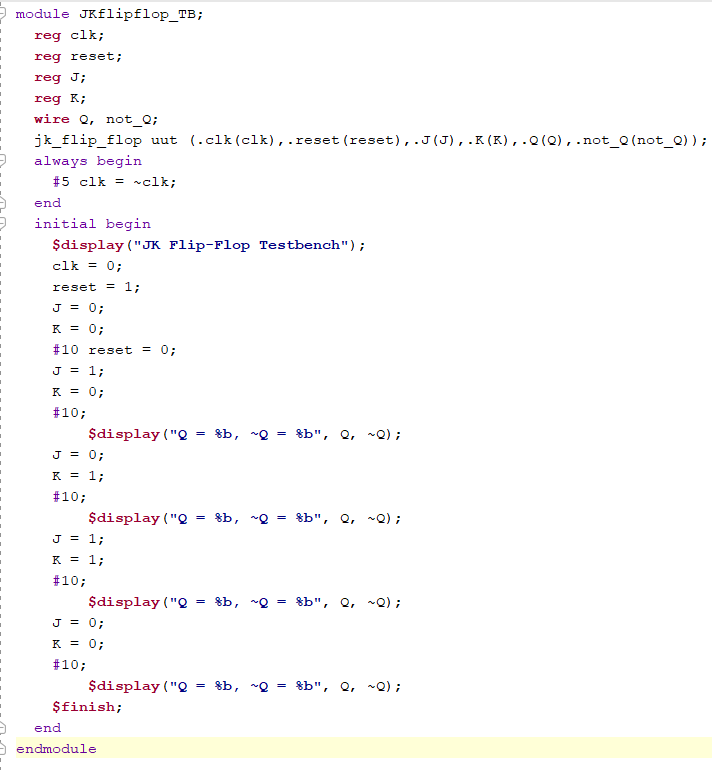 module JKflipflop_TB;
reg clk;
reg reset;
reg J;
reg K;
wire Q, not_Q;
jk_flip_flop uut (.clk(clk),.reset(reset),.J(J),.K(K),.Q(Q),.not_Q(not_Q));
always begin
#5 clk = ~clk;
end
initial begin
$display("JK Flip-Flop Testbench");
clk = 0;
reset = 1;
J = 0;
K = 0;
#10 reset = 0;
J = 1;
K = 0;
#10;
$display("Q = %b, ~Q = %b", Q, ~Q);
J = 0;
K = 1;
#10;
$display("Q = %b, ~Q = %b", Q, ~Q);
J = 1;
K = 1;
#10;
$display("Q = %b, ~Q = %b", Q, ~Q);
J = 0;
K = 0;
#10;
$display("Q = %b, ~Q = %b", Q, ~Q);
$finish;
end
endmodule